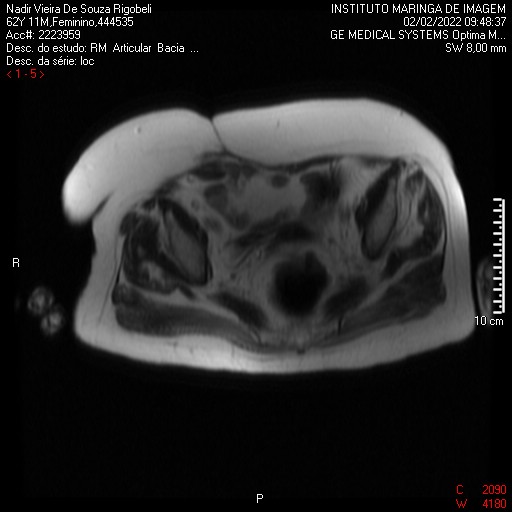 Nadir Vieira De Souza Rigobeli
62Y 11M,Feminino,444535
Acc#: 2223959
Desc. do estudo: RM Articular Bacia ...
Desc. da série: loc
< 1 - 5 >
INSTITUTO MARINGA DE IMAGEM
02/02/2022 09:48:37
GE MEDICAL SYSTEMS Optima M...
SW 8,00 mm
R
10 cm
P
C 2090
W 4180